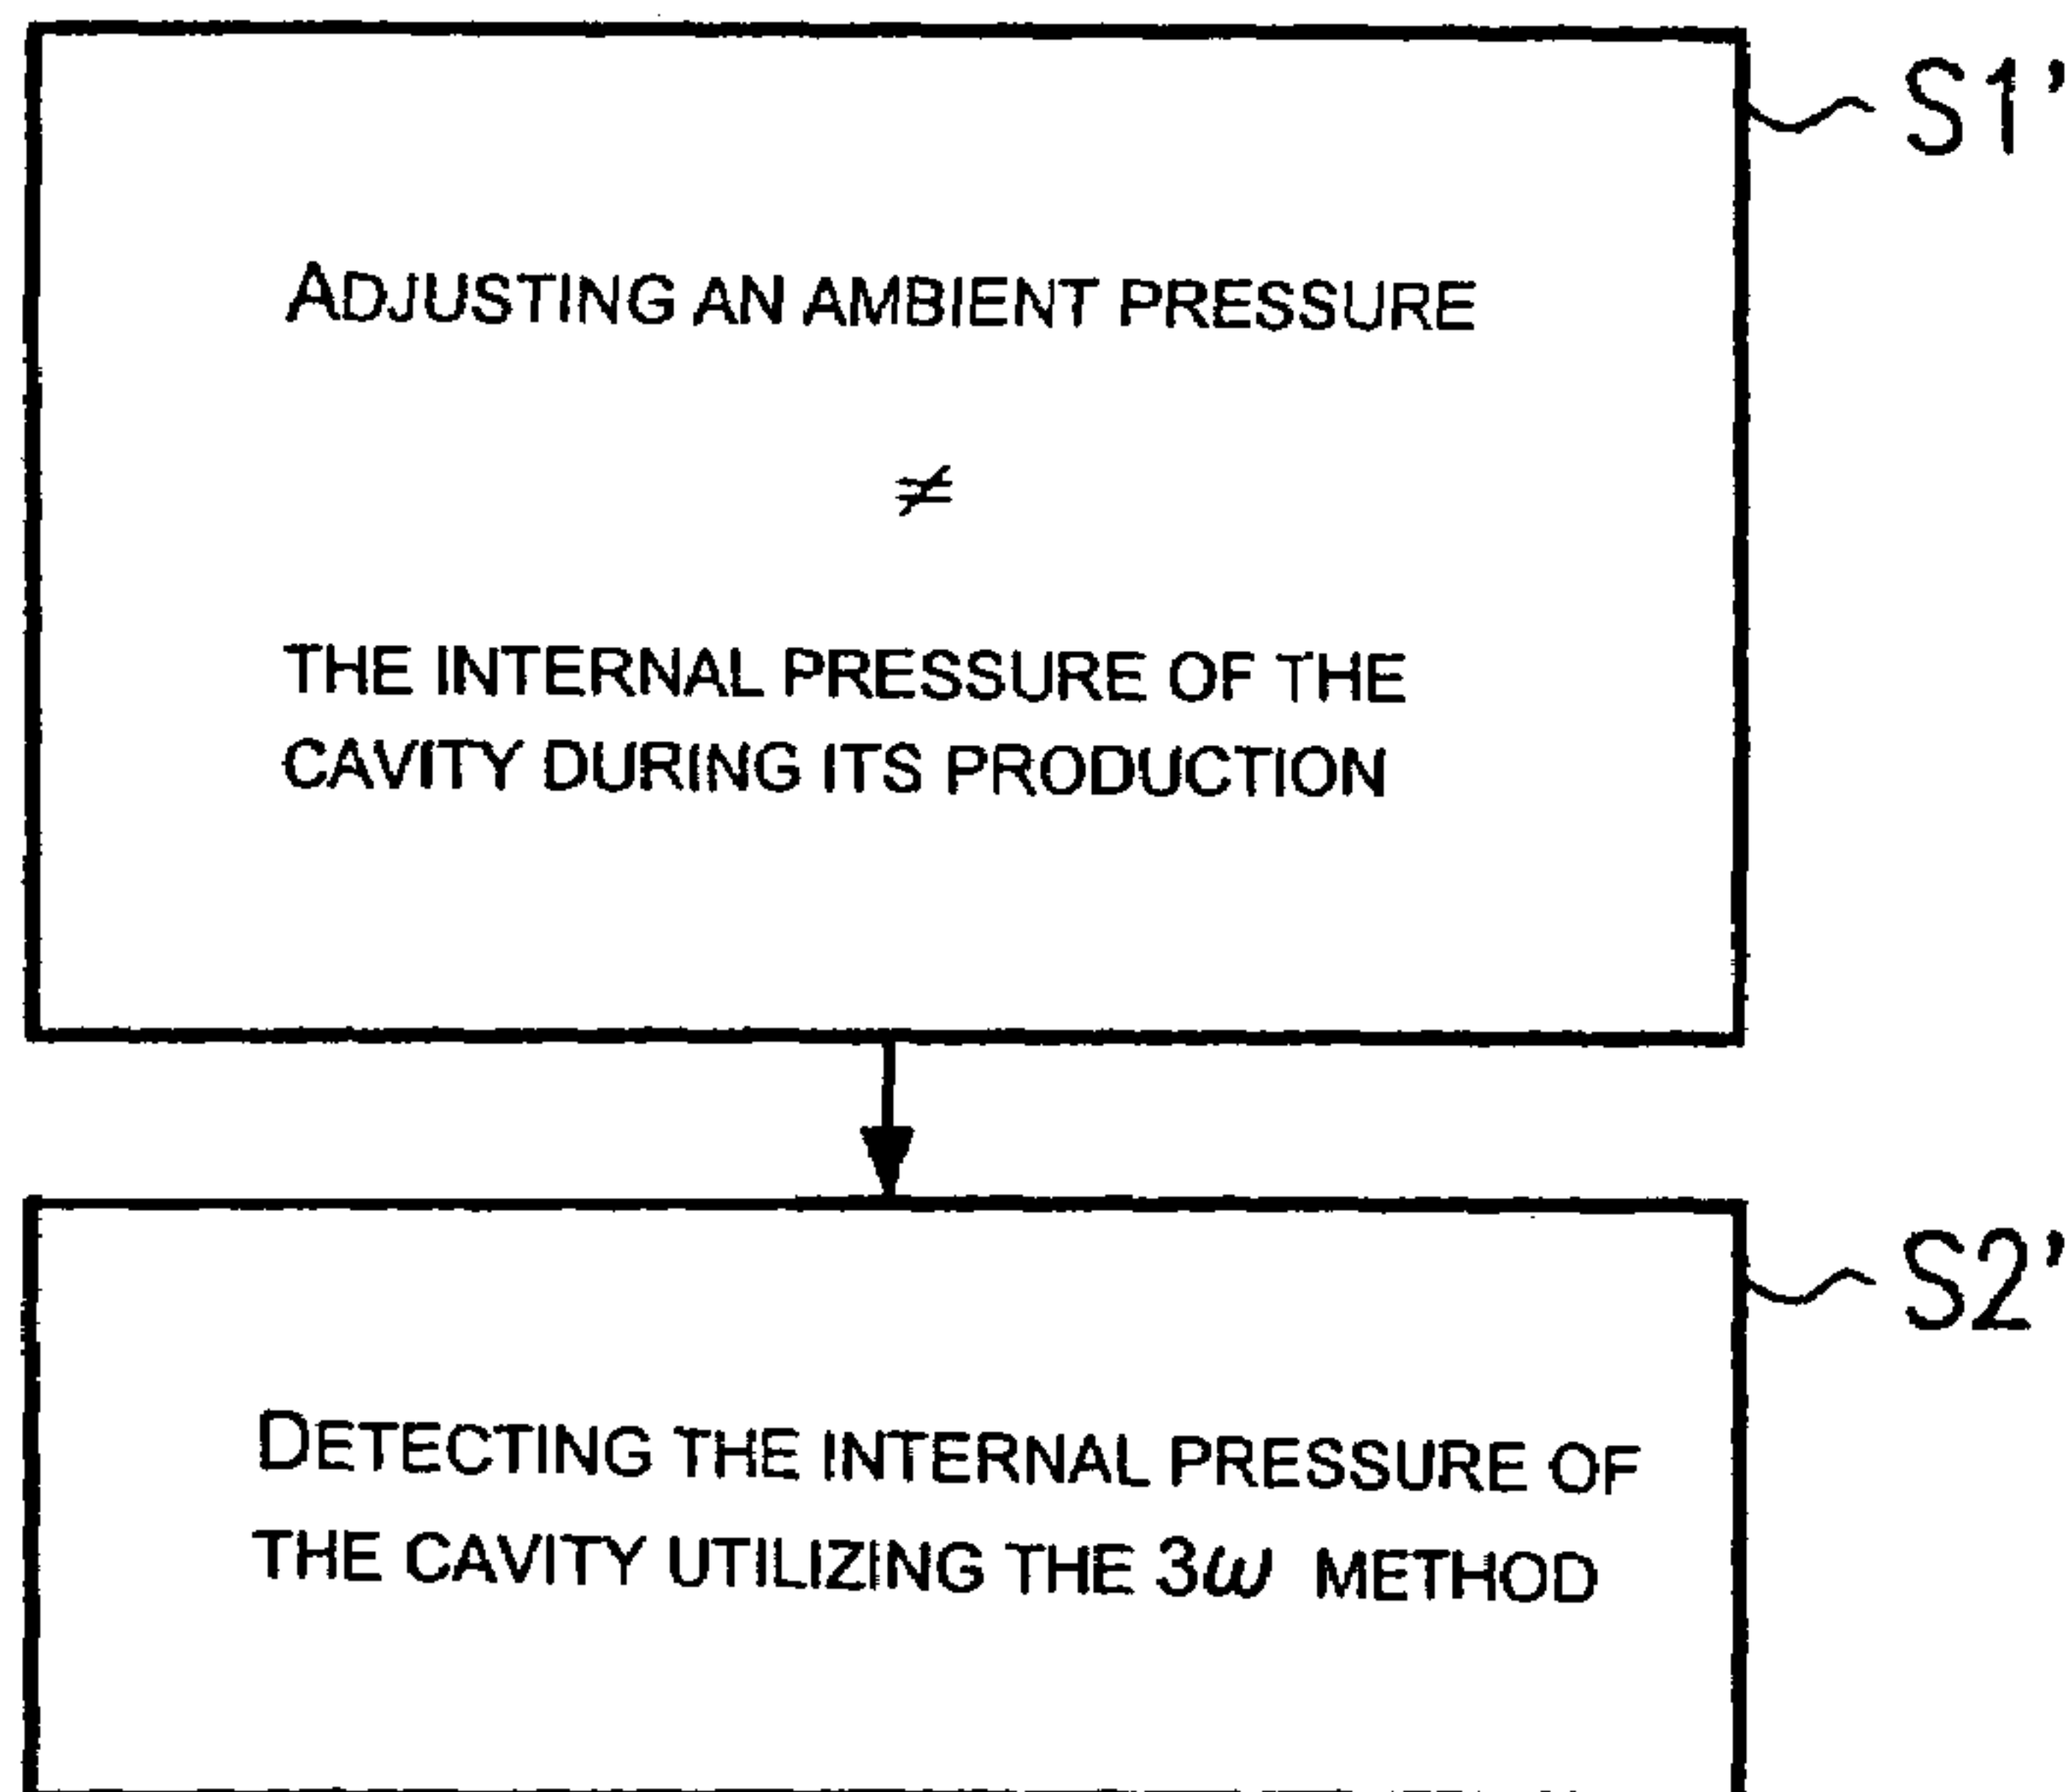 S1'
ADJUSTING AN AMBIENT PRESSURE
≠
THE INTERNAL PRESSURE OF THE
CAVITY DURING ITS PRODUCTION
S2'
DETECTING THE INTERNAL PRESSURE OF
THE CAVITY UTILIZING THE 3ω METHOD